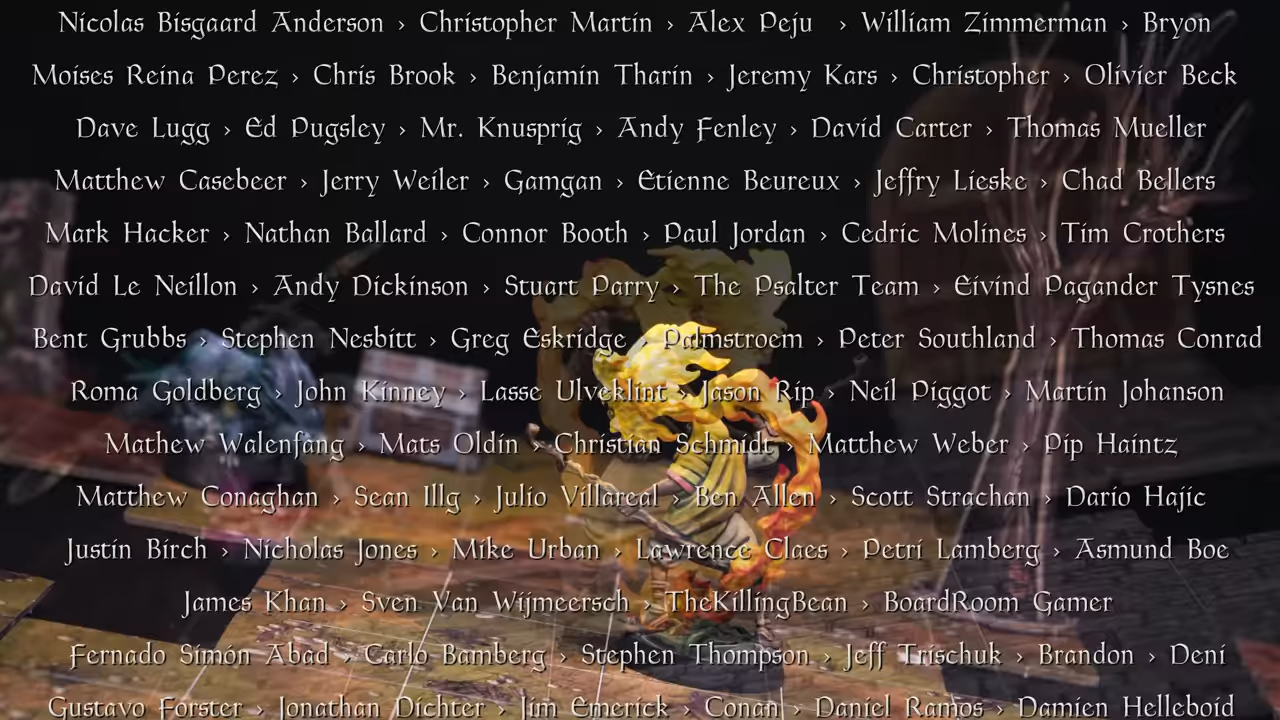 Nicolas Bisgaard Anderson › Christopher Martin › Alex Peju › William Zimmerman › Bryon
Moises Reina Perez › Chris Brook › Benjamin Tharin › Jeremy Kars › Christopher › Olivier Beck
Dave Lugg › Ed Pugsley › Mr. Knusprig › Andy Fenley › David Carter › Thomas Mueller
Matthew Casebeer › Jerry Weiler › Gamgan › Etienne Beureux › Jeffry Lieske › Chad Bellers
Mark Hacker › Nathan Ballard › Connor Booth › Paul Jordan › Cedric Molines › Tim Crothers
David Le Neillon › Andy Dickinson › Stuart Parry › The Psalter Team › Eivind Pagander Tysnes
Bent Grubbs › Stephen Nesbitt › Greg Eskridge › Palmstroem › Peter Southland › Thomas Conrad
Roma Goldberg › John Kinney › Lasse Ulveklint › Jason Rip › Neil Piggot › Martin Johanson
Mathew Walenfang › Mats Oldin › Christian Schmidt › Matthew Weber › Pip Haintz
Matthew Conaghan › Sean Illg › Julio Villareal › Ben Allen › Scott Strachan › Dario Hajic
Justin Birch › Nicholas Jones › Mike Urban › Lawrence Claes › Petri Lamberg › Asmund Boe
James Khan › Sven Van Wijmeersch › TheKillingBean › BoardRoom Gamer
Fernado Simón Abad › Carlo Bamberg › Stephen Thompson › Jeff Trischuk › Brandon › Deni
Gustavo Forster › Jonathan Dichter › Jim Emerick › Conan › Daniel Ramos › Damien Helleboid